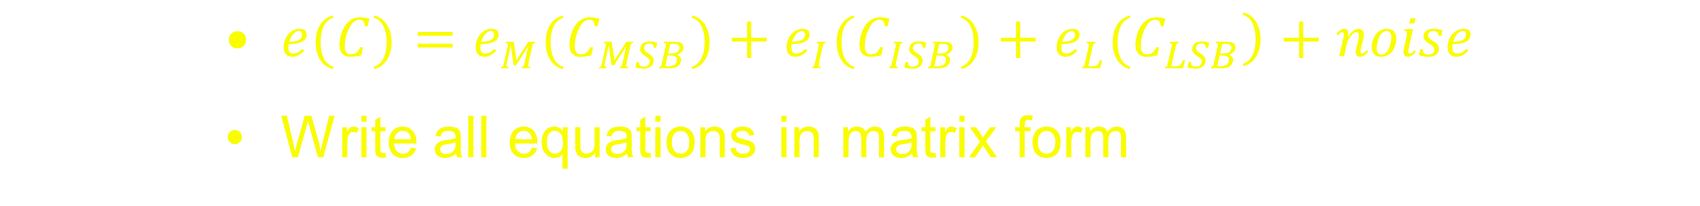 • e(C) = e_M(C_MSB) + e_I(C_ISB) + e_L(C_LSB) + noise
• Write all equations in matrix form